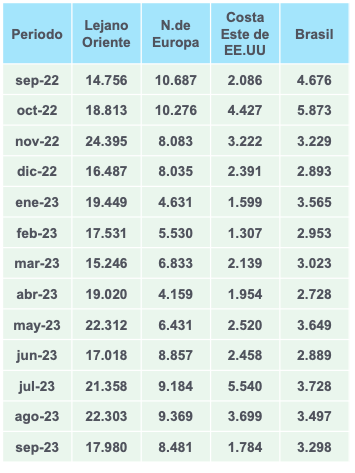 Periodo Lejano Oriente N.de Europa Costa Este de EE.UU Brasil
sep-22 14.756 10.687 2.086 4.676
oct-22 18.813 10.276 4.427 5.873
nov-22 24.395 8.083 3.222 3.229
dic-22 16.487 8.035 2.391 2.893
ene-23 19.449 4.631 1.599 3.565
feb-23 17.531 5.530 1.307 2.953
mar-23 15.246 6.833 2.139 3.023
abr-23 19.020 4.159 1.954 2.728
may-23 22.312 6.431 2.520 3.649
jun-23 17.018 8.857 2.458 2.889
jul-23 21.358 9.184 5.540 3.728
ago-23 22.303 9.369 3.699 3.497
sep-23 17.980 8.481 1.784 3.298